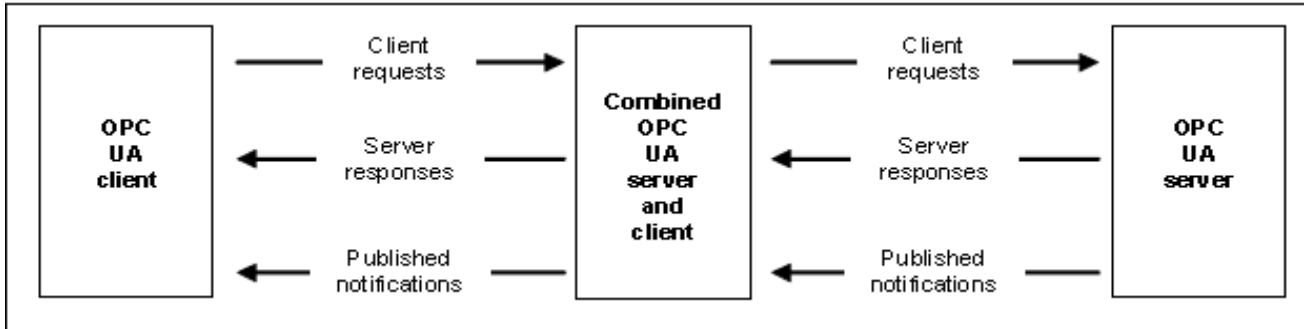 OPC
UA
client
Client
requests
Server
responses
Published
notifications
Combined
OPC
UA
server
and
client
Client
requests
Server
responses
Published
notifications
OPC
UA
server